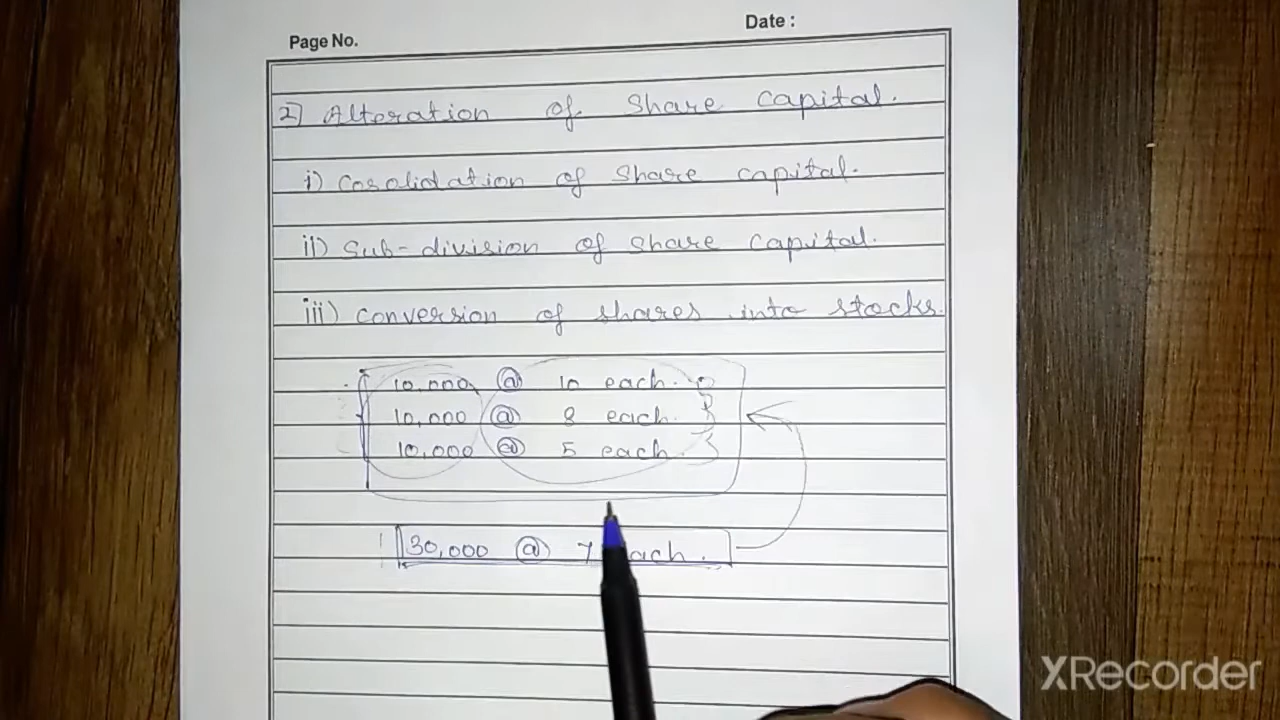 Date :
Page No.
2] Alteration of share capital.
i) Cosolidation of share capital.
ii) Sub-division of share capital.
iii) Conversion of shares into stocks.
10,000 @ 10 each.
10,000 @ 8 each.
10,000 @ 5 each.
30,000 @ 7 each.
XRecorder